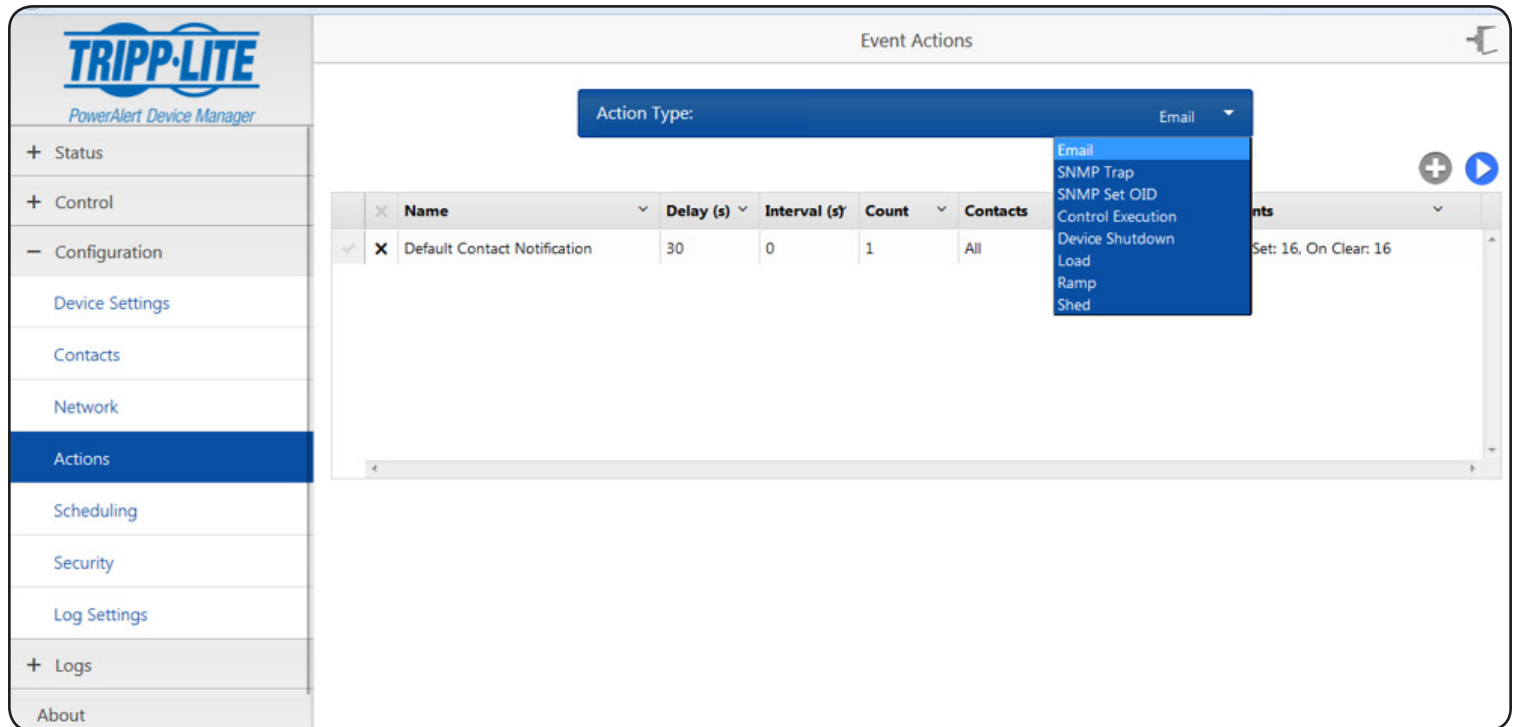 TRIPP·LITE
PowerAlert Device Manager
+ Status
+ Control
− Configuration
Device Settings
Contacts
Network
Actions
Scheduling
Security
Log Settings
+ Logs
About
Event Actions
Action Type: Email
Email
SNMP Trap
SNMP Set OID
Control Execution
Device Shutdown
Load
Ramp
Shed
Name Delay (s) Interval (s) Count Contacts nts
Default Contact Notification 30 0 1 All Set: 16, On Clear: 16